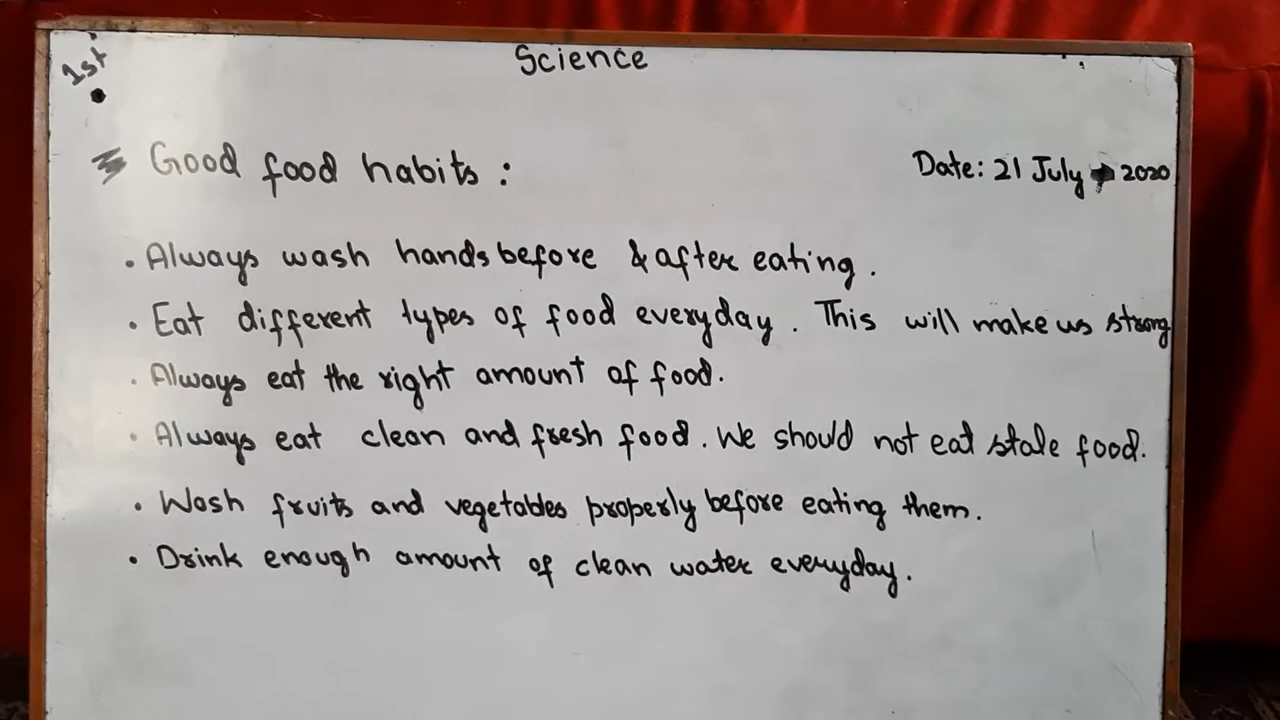 1st
Science
Good food habits :
Date: 21 July 2020
• Always wash hands before & after eating.
• Eat different types of food everyday. This will make us strong
• Always eat the right amount of food.
• Always eat clean and fresh food. We should not eat stale food.
• Wash fruits and vegetables properly before eating them.
• Drink enough amount of clean water everyday.